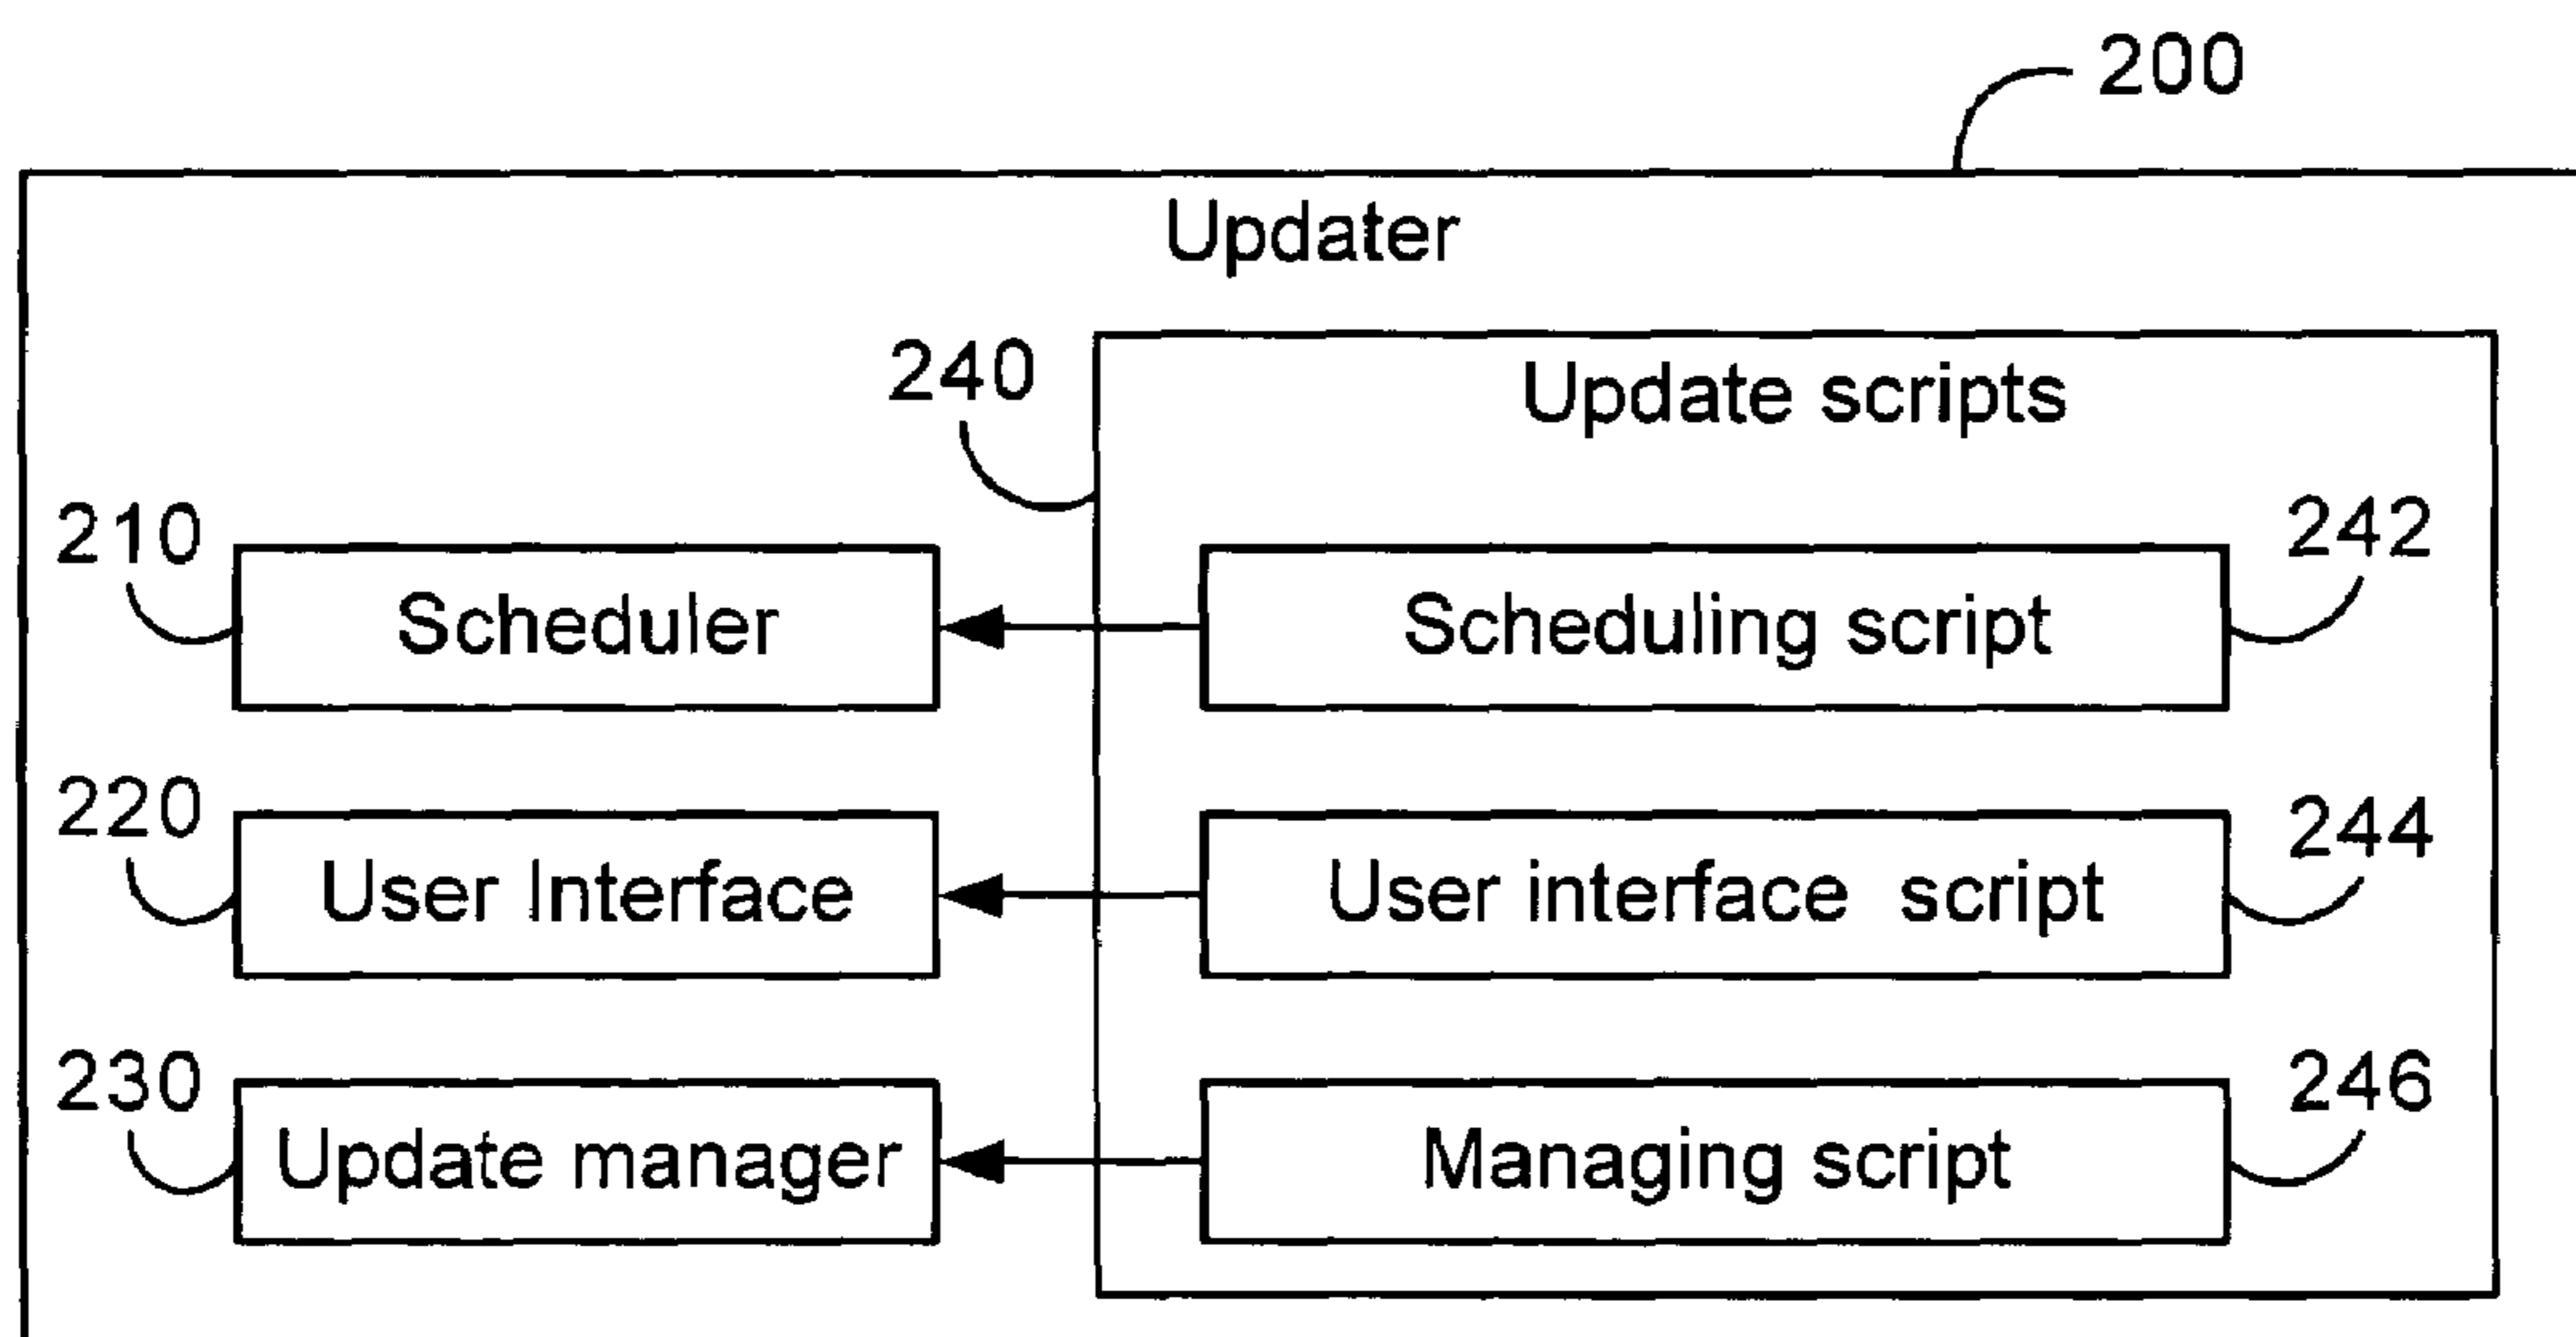 200
Updater
240
Update scripts
210
Scheduler
Scheduling script
242
220
User Interface
User interface script
244
230
Update manager
Managing script
246